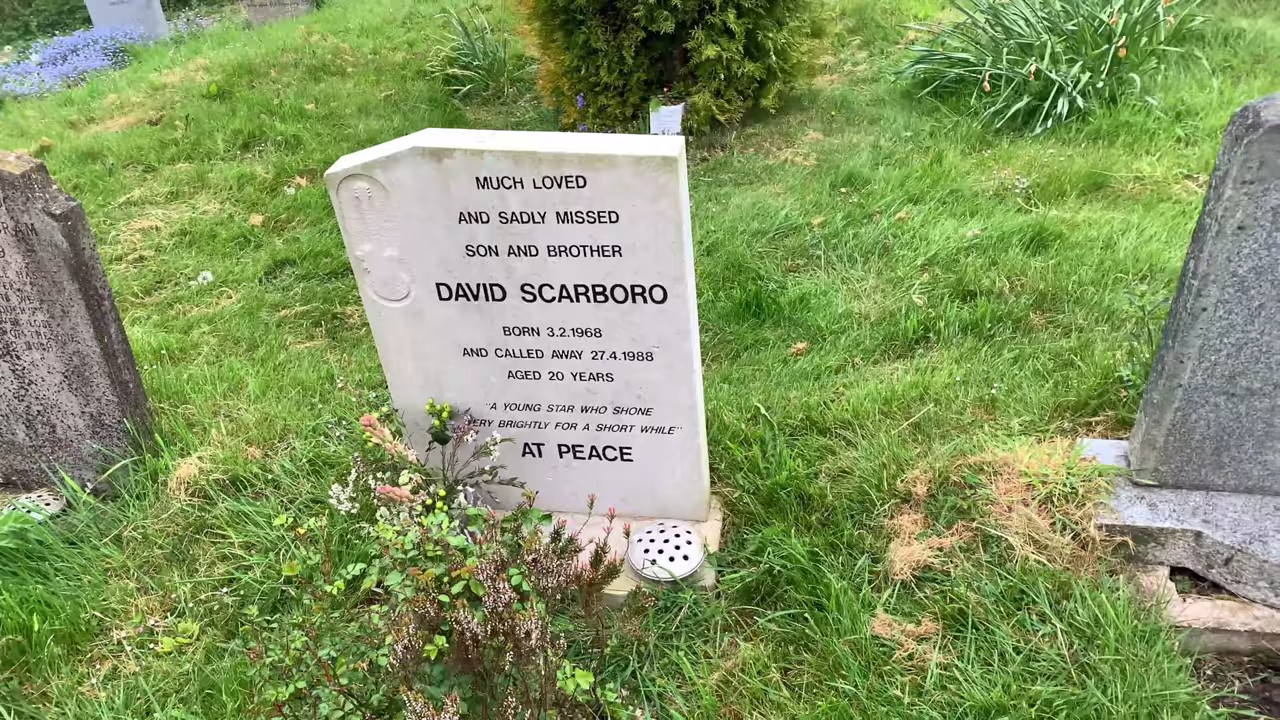 MUCH LOVED
AND SADLY MISSED
SON AND BROTHER
DAVID SCARBORO
BORN 3.2.1968
AND CALLED AWAY 27.4.1988
AGED 20 YEARS
"A YOUNG STAR WHO SHONE
ERY BRIGHTLY FOR A SHORT WHILE"
AT PEACE